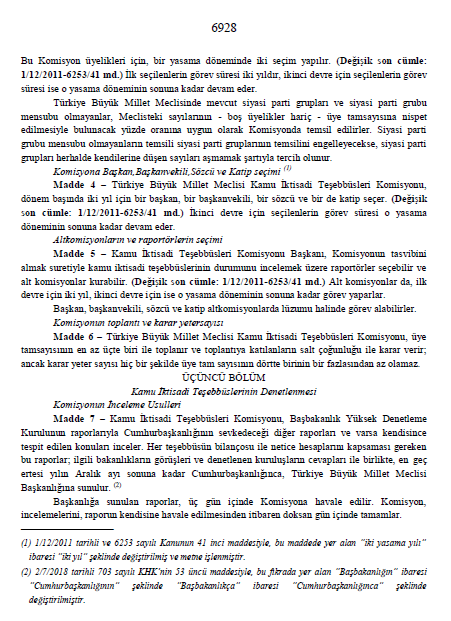 6928
Bu Komisyon üyelikleri için, bir yasama döneminde iki seçim yapılır. (Değişik son cümle:
1/12/2011-6253/41 md.) İlk seçilenlerin görev süresi iki yıldır, ikinci devre için seçilenlerin görev
süresi ise o yasama döneminin sonuna kadar devam eder.
Türkiye Büyük Millet Meclisinde mevcut siyasi parti grupları ve siyasi parti grubu
mensubu olmayanlar, Meclisteki sayılarının - boş üyelikler hariç - üye tamsayısına nispet
edilmesiyle bulunacak yüzde oranına uygun olarak Komisyonda temsil edilirler. Siyasi parti
grubu mensubu olmayanların temsili siyasi parti gruplarının temsilini engelleyecekse, siyasi parti
grupları herhalde kendilerine düşen sayıları aşmamak şartıyla tercih olunur.
Komisyona Başkan,Başkanvekili,Sözcü ve Katip seçimi (1)
Madde 4 – Türkiye Büyük Millet Meclisi Kamu İktisadi Teşebbüsleri Komisyonu,
dönem başında iki yıl için bir başkan, bir başkanvekili, bir sözcü ve bir de katip seçer. (Değişik
son cümle: 1/12/2011-6253/41 md.) İkinci devre için seçilenlerin görev süresi o yasama
döneminin sonuna kadar devam eder.
Altkomisyonların ve raportörlerin seçimi
Madde 5 – Kamu İktisadi Teşebbüsleri Komisyonu Başkanı, Komisyonun tasvibini
almak suretiyle kamu iktisadi teşebbüslerinin durumunu incelemek üzere raportörler seçebilir ve
alt komisyonlar kurabilir. (Değişik son cümle: 1/12/2011-6253/41 md.) Alt komisyonlar da, ilk
devre için iki yıl, ikinci devre için ise o yasama döneminin sonuna kadar görev yaparlar.
Başkan, başkanvekili, sözcü ve katip altkomisyonlarda lüzumu halinde görev alabilirler.
Komisyonun toplantı ve karar yetersayısı
Madde 6 – Türkiye Büyük Millet Meclisi Kamu İktisadi Teşebbüsleri Komisyonu, üye
tamsayısının en az üçte biri ile toplanır ve toplantıya katılanların salt çoğunluğu ile karar verir;
ancak karar yeter sayısı hiç bir şekilde üye tam sayısının dörtte birinin bir fazlasından az olamaz.
ÜÇÜNCÜ BÖLÜM
Kamu İktisadi Teşebbüslerinin Denetlenmesi
Komisyonun İnceleme Usulleri
Madde 7 – Kamu İktisadi Teşebbüsleri Komisyonu, Başbakanlık Yüksek Denetleme
Kurulunun raporlarıyla Cumhurbaşkanlığının sevkedeceği diğer raporları ve varsa kendisince
tespit edilen konuları inceler. Her teşebbüsün bilançosu ile netice hesaplarını kapsaması gereken
bu raporlar; ilgili bakanlıkların görüşleri ve denetlenen kuruluşların cevapları ile birlikte, en geç
ertesi yılın Aralık ayı sonuna kadar Cumhurbaşkanlığınca, Türkiye Büyük Millet Meclisi
Başkanlığına sunulur. (2)
Başkanlığa sunulan raporlar, üç gün içinde Komisyona havale edilir. Komisyon,
incelemelerini, raporun kendisine havale edilmesinden itibaren doksan gün içinde tamamlar.
(1) 1/12/2011 tarihli ve 6253 sayılı Kanunun 41 inci maddesiyle, bu maddede yer alan "iki yasama yılı"
ibaresi "iki yıl" şeklinde değiştirilmiş ve metne işlenmiştir.
(2) 2/7/2018 tarihli 703 sayılı KHK'nin 53 üncü maddesiyle, bu fıkrada yer alan "Başbakanlığın" ibaresi
"Cumhurbaşkanlığının" şeklinde "Başbakanlıkça" ibaresi "Cumhurbaşkanlığınca" şeklinde
değiştirilmiştir.